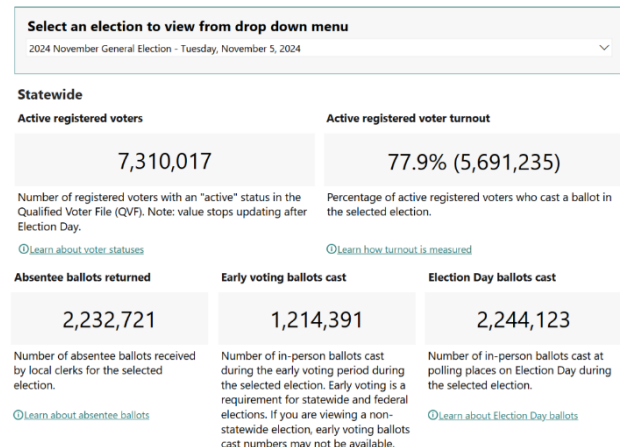 Select an election to view from drop down menu
2024 November General Election - Tuesday, November 5, 2024
Statewide
Active registered voters
7,310,017
Number of registered voters with an "active" status in the
Qualified Voter File (QVF). Note: value stops updating after
Election Day.
Learn about voter statuses
Active registered voter turnout
77.9% (5,691,235)
Percentage of active registered voters who cast a ballot in
the selected election.
Learn how turnout is measured
Absentee ballots returned
2,232,721
Number of absentee ballots received
by local clerks for the selected
election.
Learn about absentee ballots
Early voting ballots cast
1,214,391
Number of in-person ballots cast
during the early voting period during
the selected election. Early voting is a
requirement for statewide and federal
elections. If you are viewing a non-
statewide election, early voting ballots
cast numbers may not be available.
Election Day ballots cast
2,244,123
Number of in-person ballots cast at
polling places on Election Day during
the selected election.
Learn about Election Day ballots